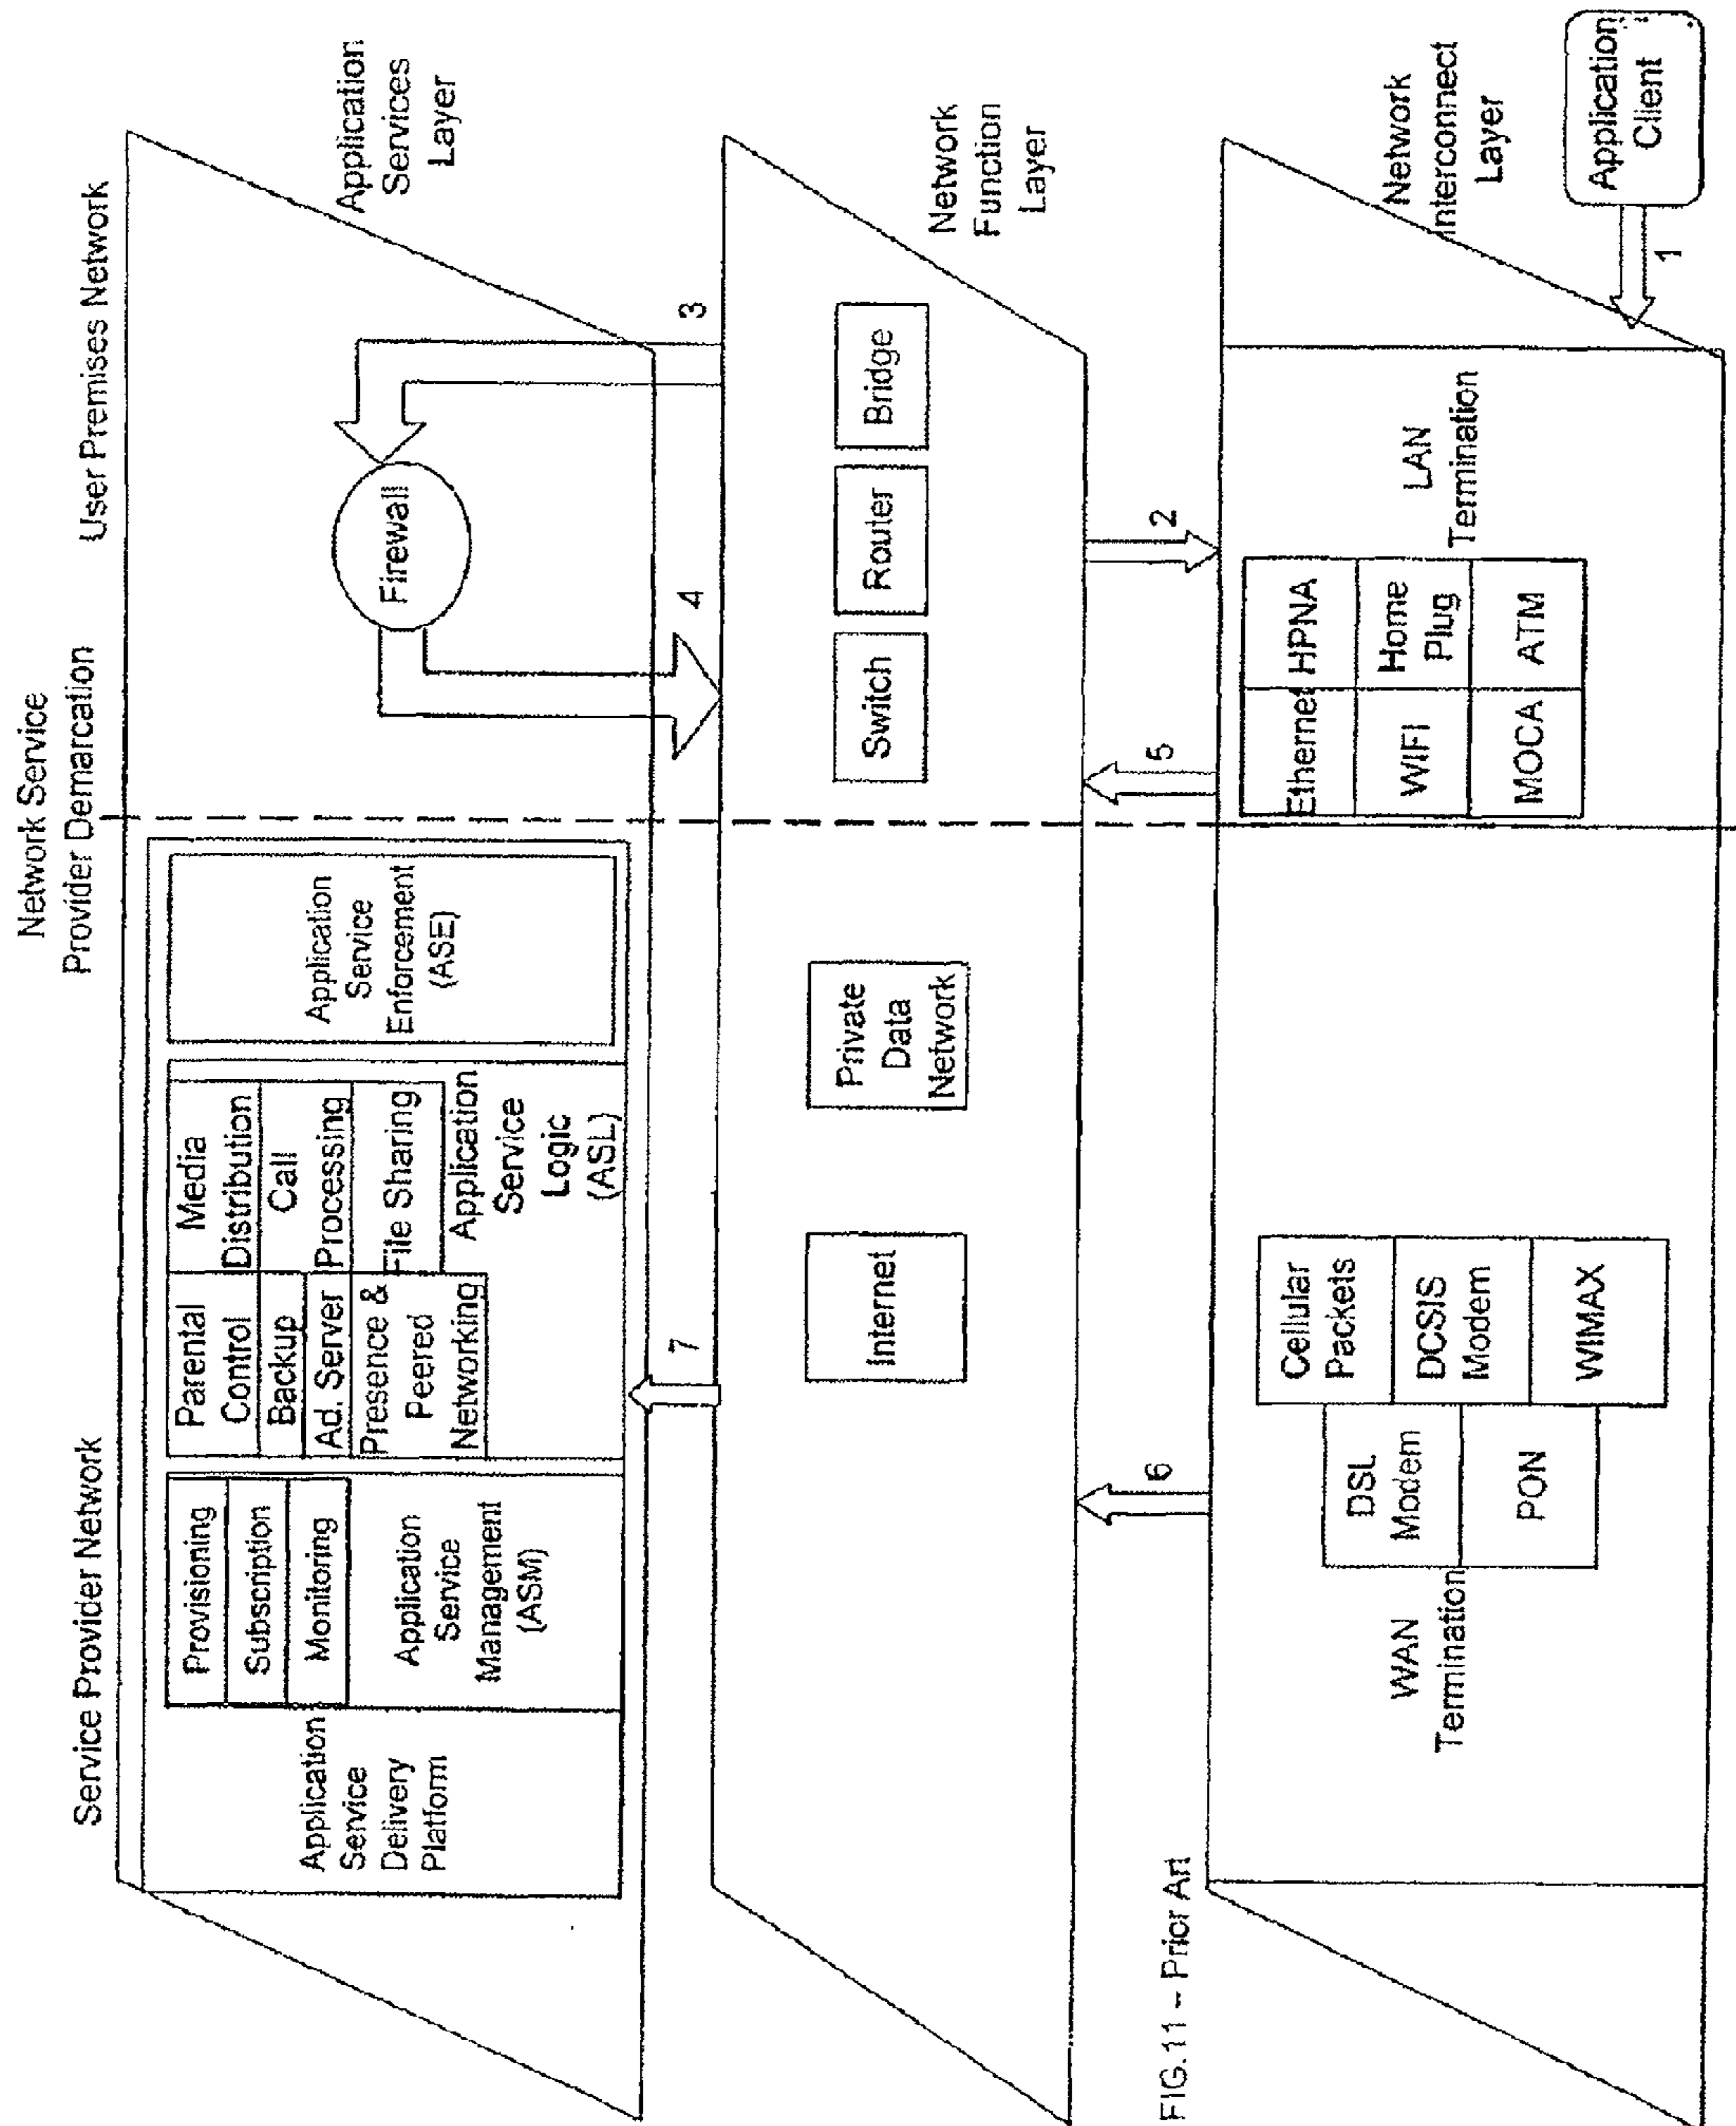 Network Service
Provider Demarcation
Service Provider Network
User Premises Network
Application
Service
Delivery
Platform
Provisioning
Subscription
Monitoring
Application
Service
Management
(ASM)
Parental
Control
Backup
Ad. Server
Presence &
Peered
Networking
Media
Distribution
Call
Processing
File Sharing
Application
Service
Logic
(ASL)
Application
Service
Enforcement
(ASE)
Firewall
Application
Services
Layer
7
4
3
Internet
Private
Data
Network
Switch
Router
Bridge
Network
Function
Layer
6
5
2
FIG.11 - Prior Art
WAN
Termination
DSL
Modem
PON
Cellular
Packets
DCSIS
Modem
WIMAX
Ethernet
HPNA
WIFI
Home
Plug
MOCA
ATM
LAN
Termination
Network
Interconnect
Layer
1
Application
Client